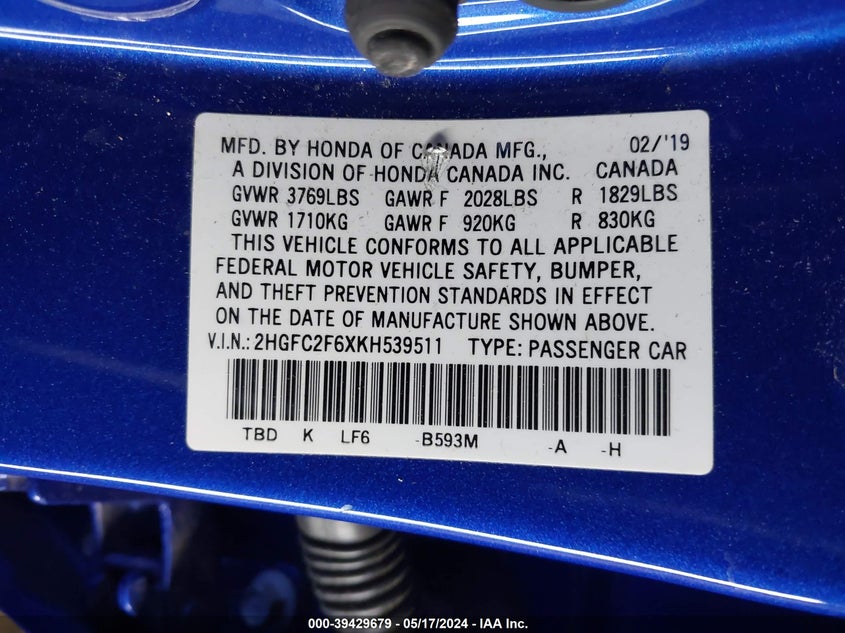 MFD. BY HONDA OF CANADA MFG., 02/'19
A DIVISION OF HONDA CANADA INC. CANADA
GVWR 3769LBS GAWR F 2028LBS R 1829LBS
GVWR 1710KG GAWR F 920KG R 830KG
THIS VEHICLE CONFORMS TO ALL APPLICABLE
FEDERAL MOTOR VEHICLE SAFETY, BUMPER,
AND THEFT PREVENTION STANDARDS IN EFFECT
ON THE DATE OF MANUFACTURE SHOWN ABOVE.
V.I.N.: 2HGFC2F6XKH539511 TYPE: PASSENGER CAR
TBD K LF6 -B593M -A -H
000-39429679 — 05/17/2024 - IAA Inc.